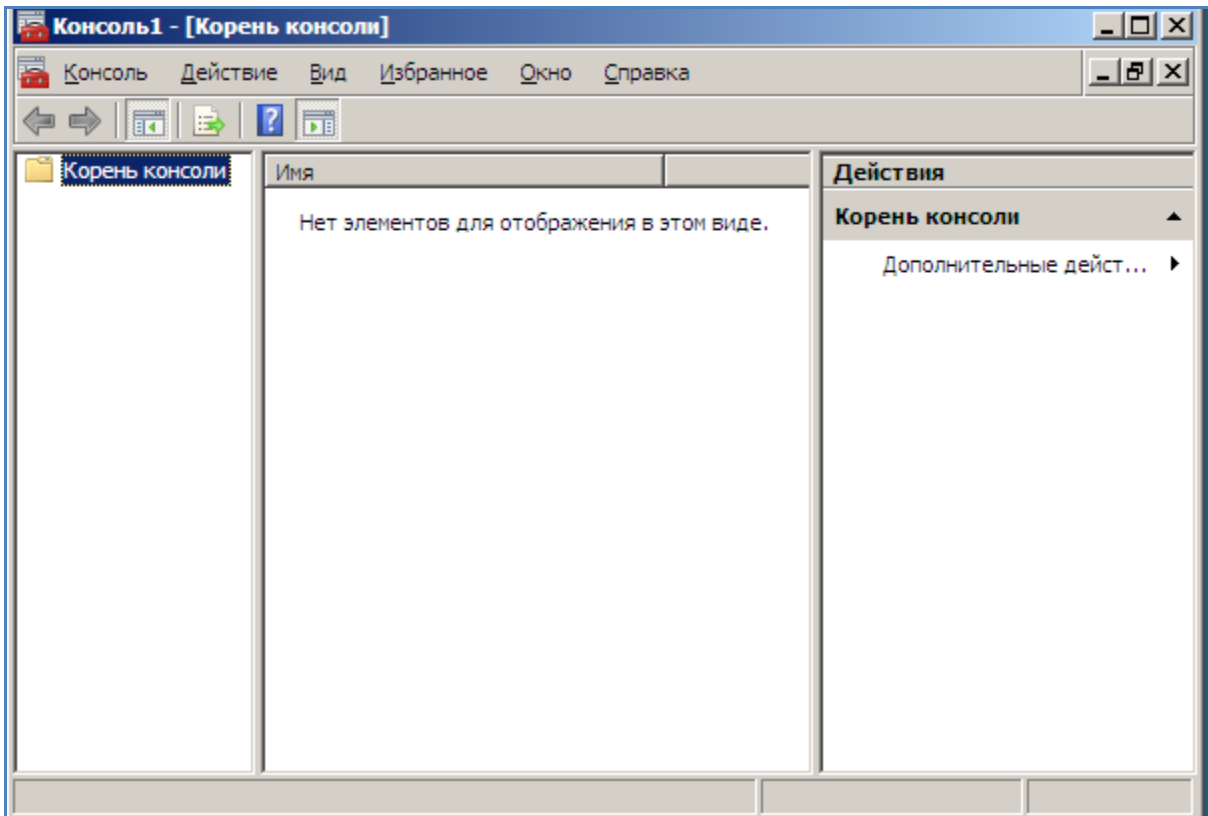 Консоль1 - [Корень консоли]
Консоль Действие Вид Избранное Окно Справка
Корень консоли
Имя
Нет элементов для отображения в этом виде.
Действия
Корень консоли
Дополнительные дейст...